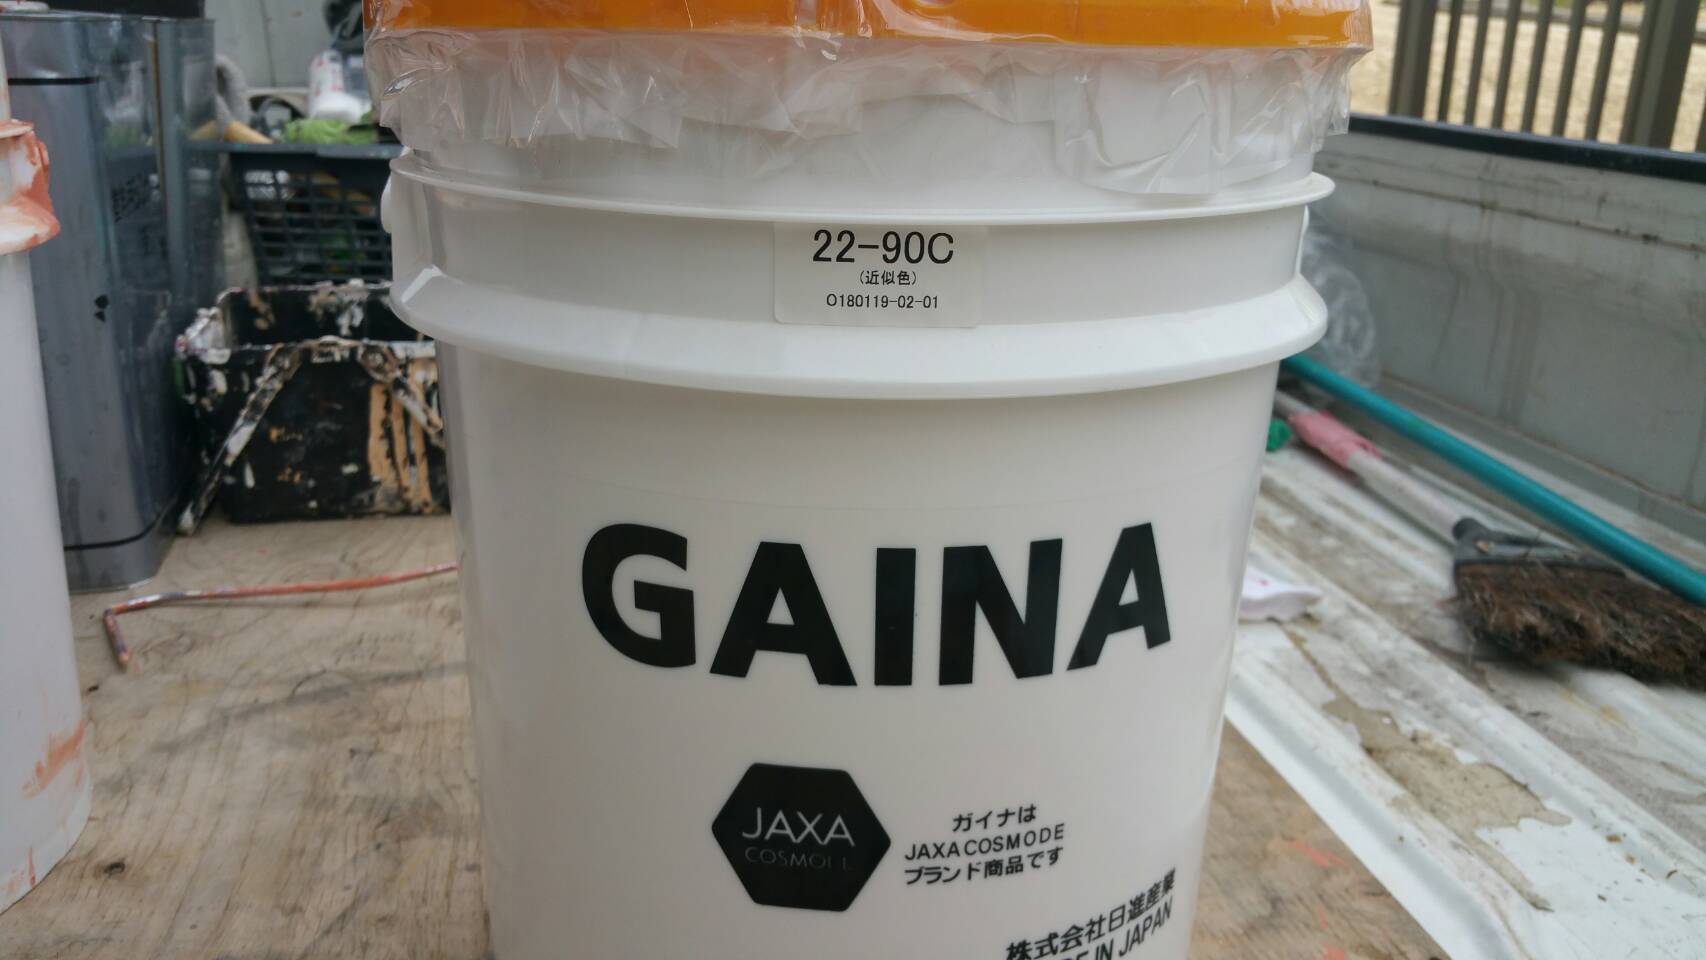 22-90C
(近似色)
O180119-02-01
GAINA
JAXA
COSMODE
ガイナは
JAXA COSMODE
ブランド商品です
株式会社日進産業
IN JAPAN